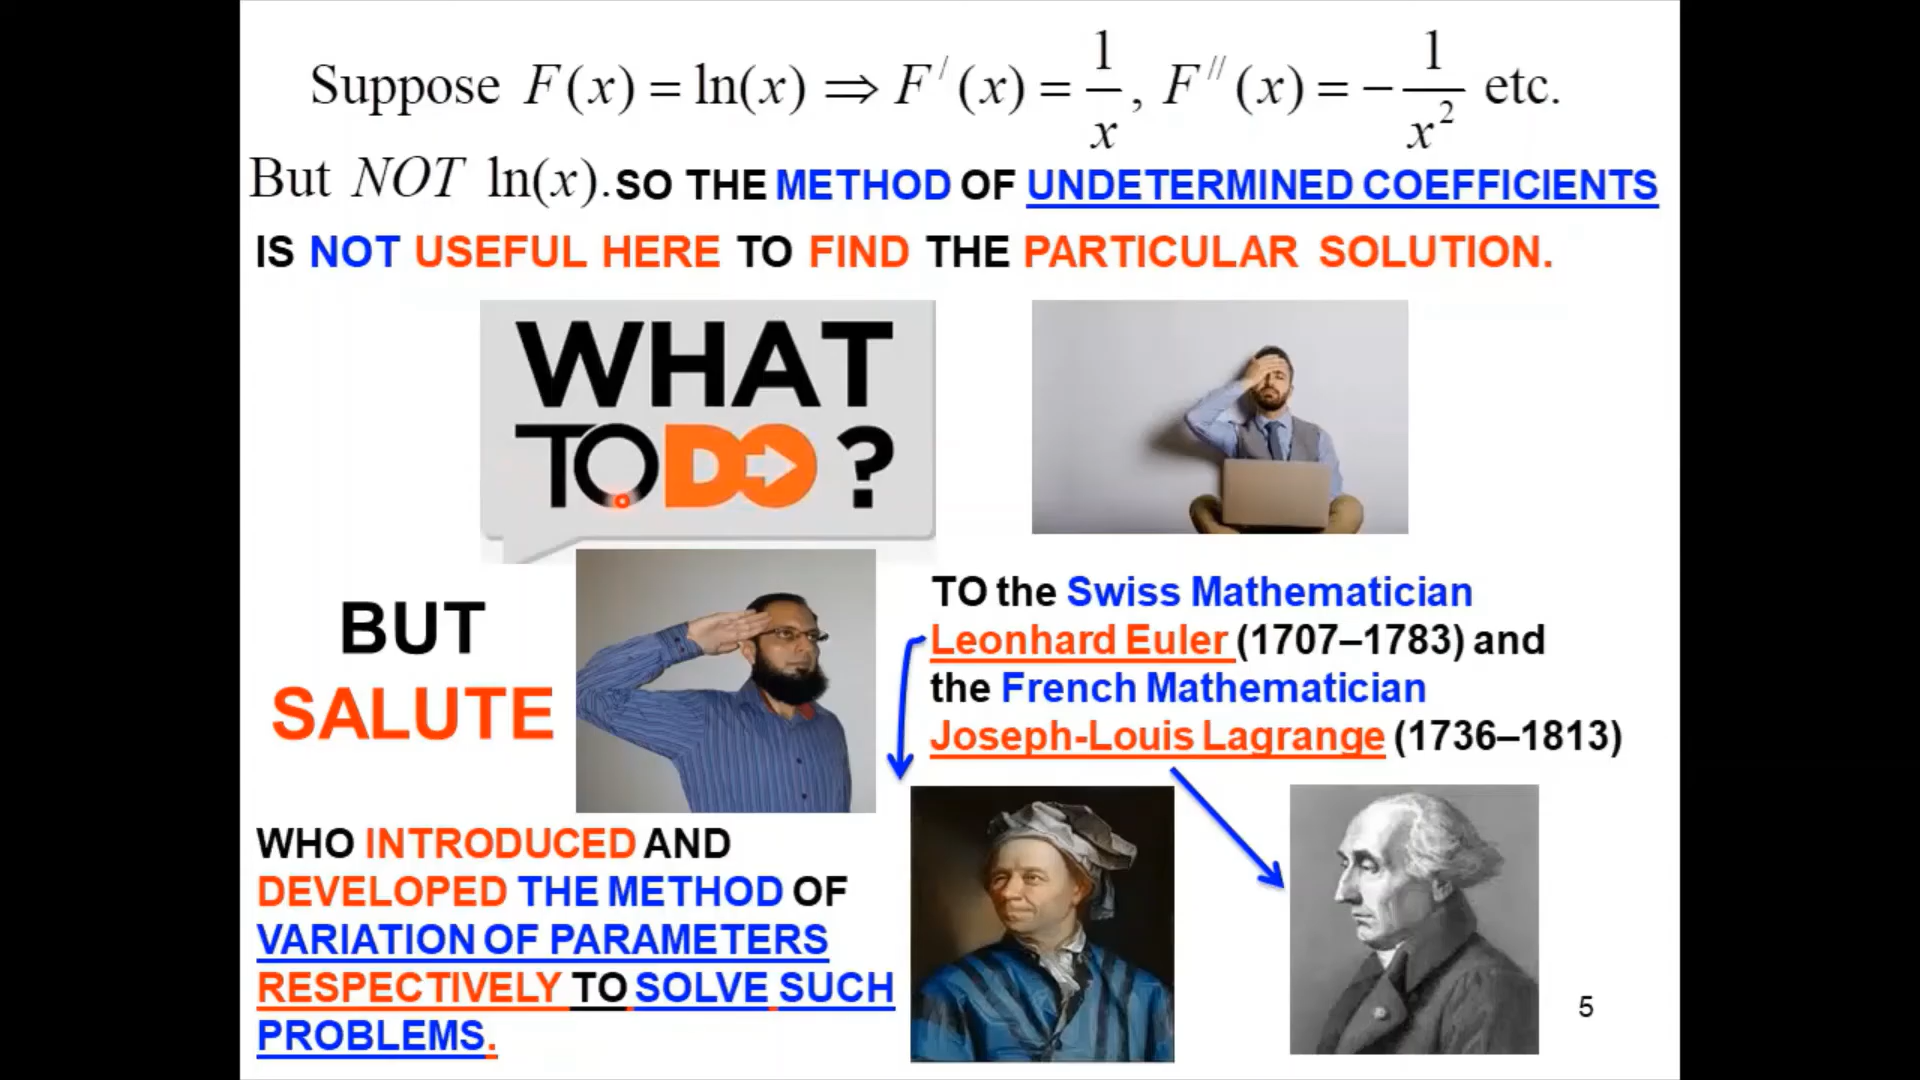 Suppose F(x) = ln(x) ⇒ F′(x) = 1/x, F″(x) = −1/x² etc.
But NOT ln(x). SO THE METHOD OF UNDETERMINED COEFFICIENTS
IS NOT USEFUL HERE TO FIND THE PARTICULAR SOLUTION.
WHAT
TO DO ?
BUT
SALUTE
TO the Swiss Mathematician
Leonhard Euler (1707–1783) and
the French Mathematician
Joseph-Louis Lagrange (1736–1813)
WHO INTRODUCED AND
DEVELOPED THE METHOD OF
VARIATION OF PARAMETERS
RESPECTIVELY TO SOLVE SUCH
PROBLEMS.
5